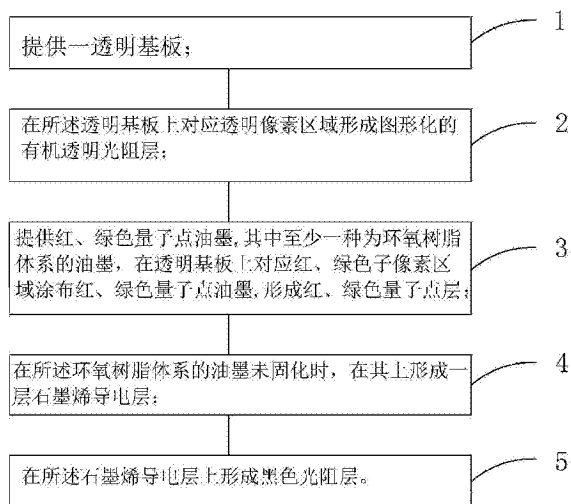 提供一透明基板;
1
在所述透明基板上对应透明像素区域形成图形化的
有机透明光阻层;
2
提供红、绿色量子点油墨,其中至少一种为环氧树脂
体系的油墨，在透明基板上对应红、绿色子像素区
域涂布红、绿色量子点油墨,形成红、绿色量子点层;
3
在所述环氧树脂体系的油墨未固化时，在其上形成一
层石墨烯导电层;
4
在所述石墨烯导电层上形成黑色光阻层。
5